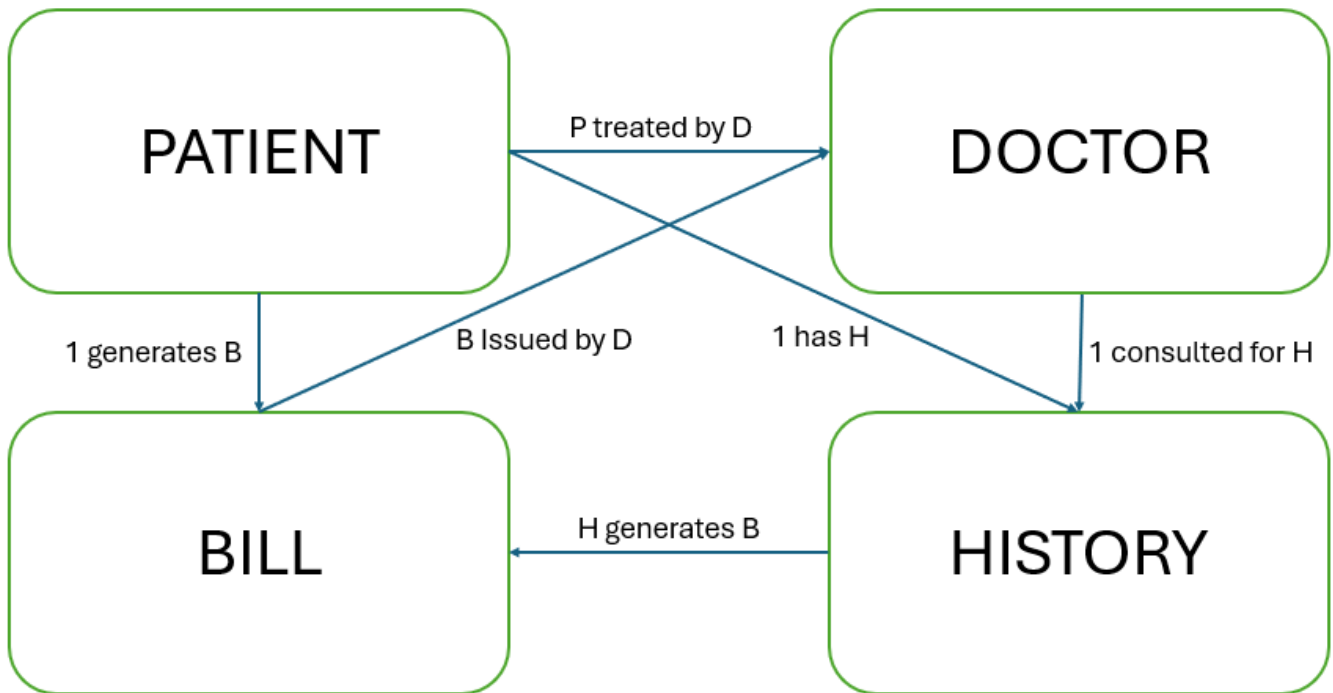 PATIENT
P treated by D
DOCTOR
1 generates B
B Issued by D
1 has H
1 consulted for H
BILL
H generates B
HISTORY